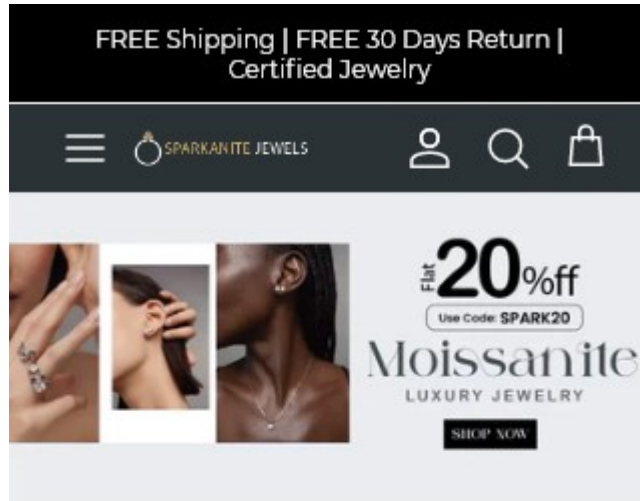 FREE Shipping | FREE 30 Days Return |
Certified Jewelry
SPARKANITE JEWELS
Flat 20%ff
Use Code: SPARK20
Moissanite
LUXURY JEWELRY
SHOP NOW